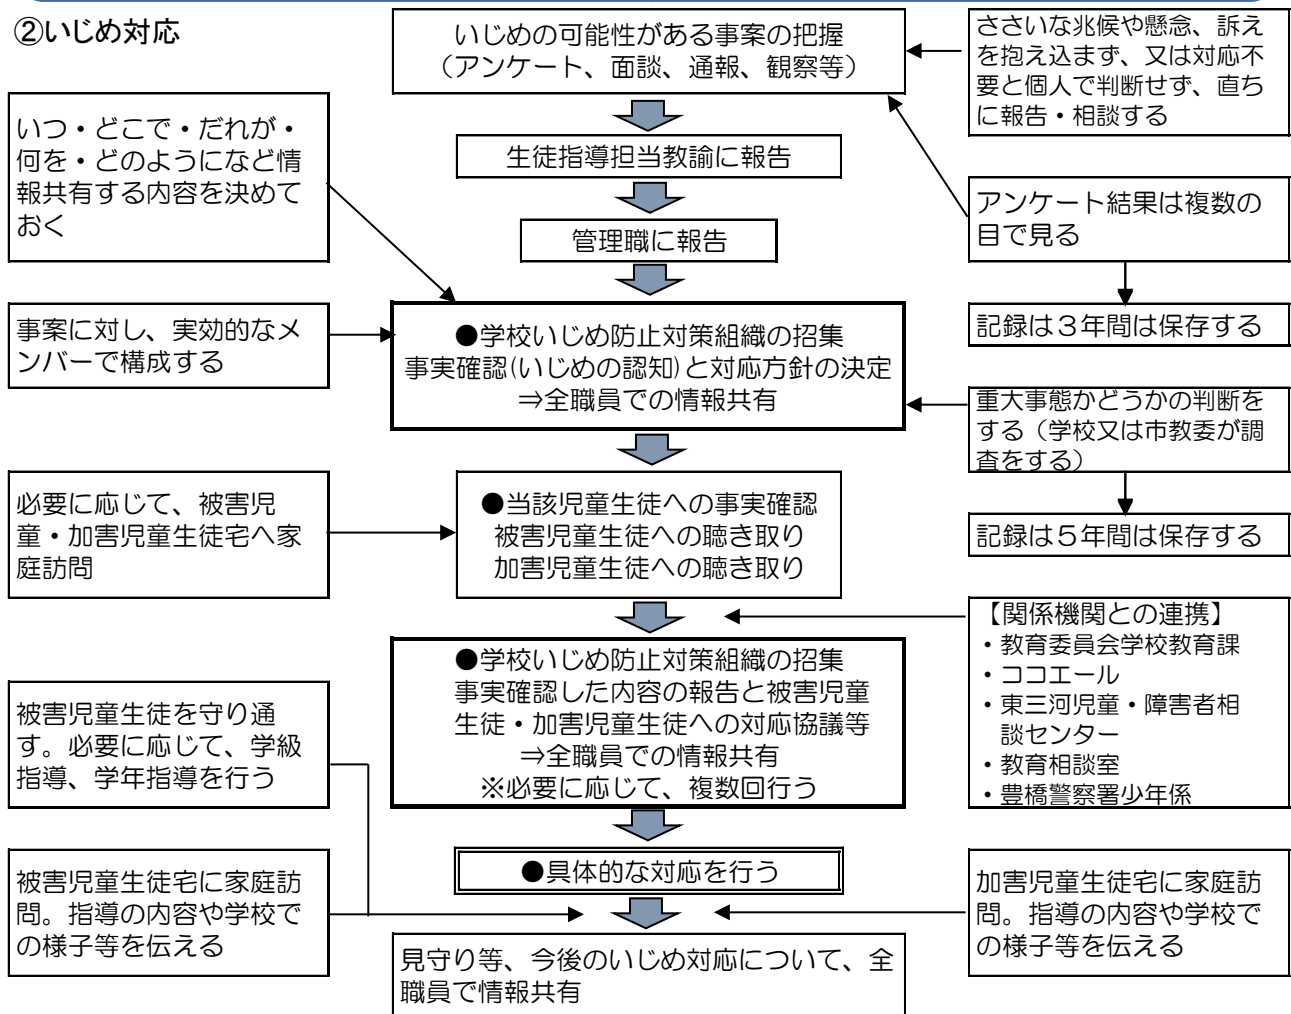 ②いじめ対応
いじめの可能性がある事案の把握
（アンケート、面談、通報、観察等）
ささいな兆候や懸念、訴え
を抱え込まず、又は対応不
要と個人で判断せず、直ち
に報告・相談する
いつ・どこで・だれが・
何を・どのようになど情
報共有する内容を決めて
おく
生徒指導担当教諭に報告
アンケート結果は複数の
目で見る
管理職に報告
記録は３年間は保存する
事案に対し、実効的なメ
ンバーで構成する
●学校いじめ防止対策組織の招集
事実確認(いじめの認知)と対応方針の決定
⇒全職員での情報共有
重大事態かどうかの判断を
する（学校又は市教委が調
査をする）
記録は５年間は保存する
必要に応じて、被害児
童・加害児童生徒宅へ家
庭訪問
●当該児童生徒への事実確認
被害児童生徒への聴き取り
加害児童生徒への聴き取り
【関係機関との連携】
・教育委員会学校教育課
・ココエール
・東三河児童・障害者相
談センター
・教育相談室
・豊橋警察署少年係
●学校いじめ防止対策組織の招集
事実確認した内容の報告と被害児童
生徒・加害児童生徒への対応協議等
⇒全職員での情報共有
※必要に応じて、複数回行う
被害児童生徒を守り通
す。必要に応じて、学級
指導、学年指導を行う
●具体的な対応を行う
被害児童生徒宅に家庭訪
問。指導の内容や学校で
の様子等を伝える
加害児童生徒宅に家庭訪
問。指導の内容や学校で
の様子等を伝える
見守り等、今後のいじめ対応について、全
職員で情報共有